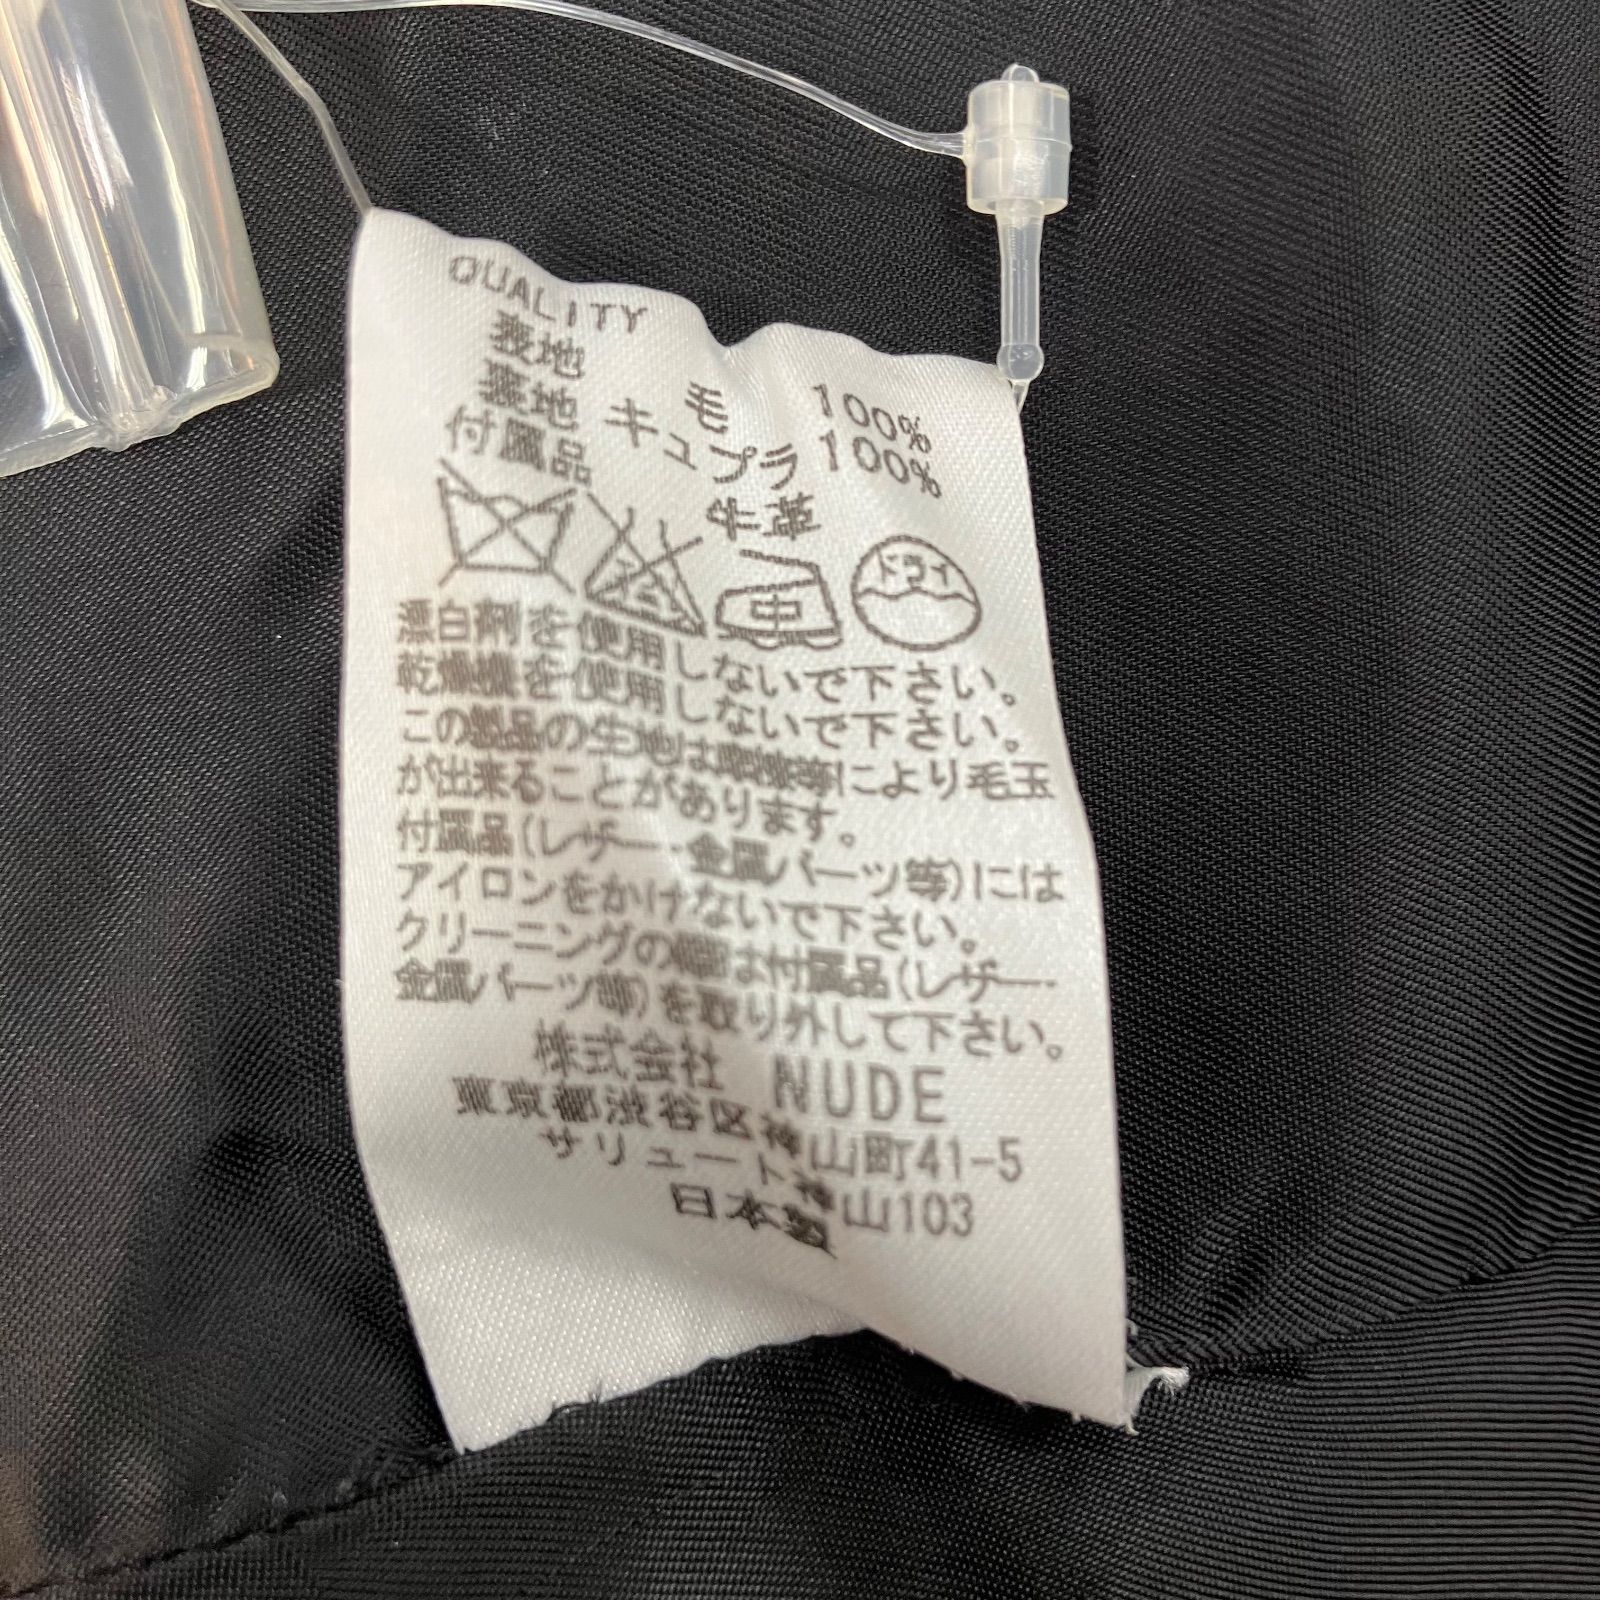 QUALITY
表地 毛 100%
裏地 キュプラ 100%
付属品 牛革
エンソサラシ
中
ドライ
漂白剤を使用しないで下さい。
乾燥機を使用しないで下さい。
この製品の生地は摩擦等により毛玉
が出来ることがあります。
付属品(レザー・金属パーツ等)には
アイロンをかけないで下さい。
クリーニングの際は付属品(レザー・
金属パーツ等)を取り外して下さい。
株式会社 NUDE
東京都渋谷区神山町41-5
サリュート神山103
日本製